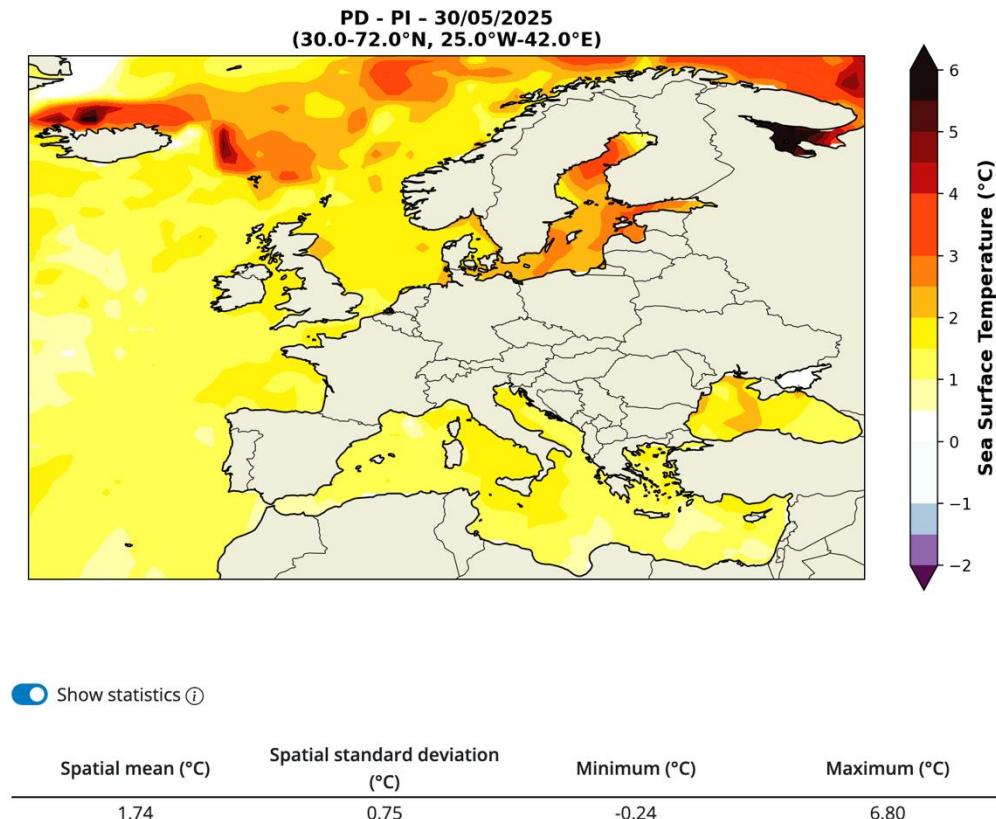 PD - PI – 30/05/2025
(30.0-72.0°N, 25.0°W-42.0°E)
6
5
4
3
2
1
0
−1
−2
Sea Surface Temperature (°C)
Show statistics i
Spatial mean (°C)
Spatial standard deviation
(°C)
Minimum (°C)
Maximum (°C)
1.74
0.75
-0.24
6.80